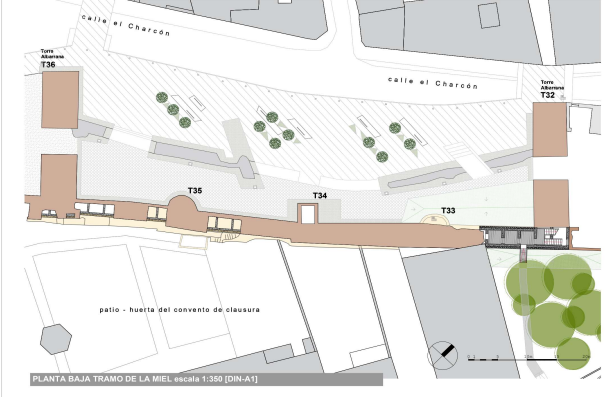 calle el Charcón
Torre
Albarrana
T36
calle el Charcón
Torre
Albarrana
T32
T35
T34
T33
patio - huerta del convento de clausura
PLANTA BAJA TRAMO DE LA MIEL escala 1:350 [DIN-A1]